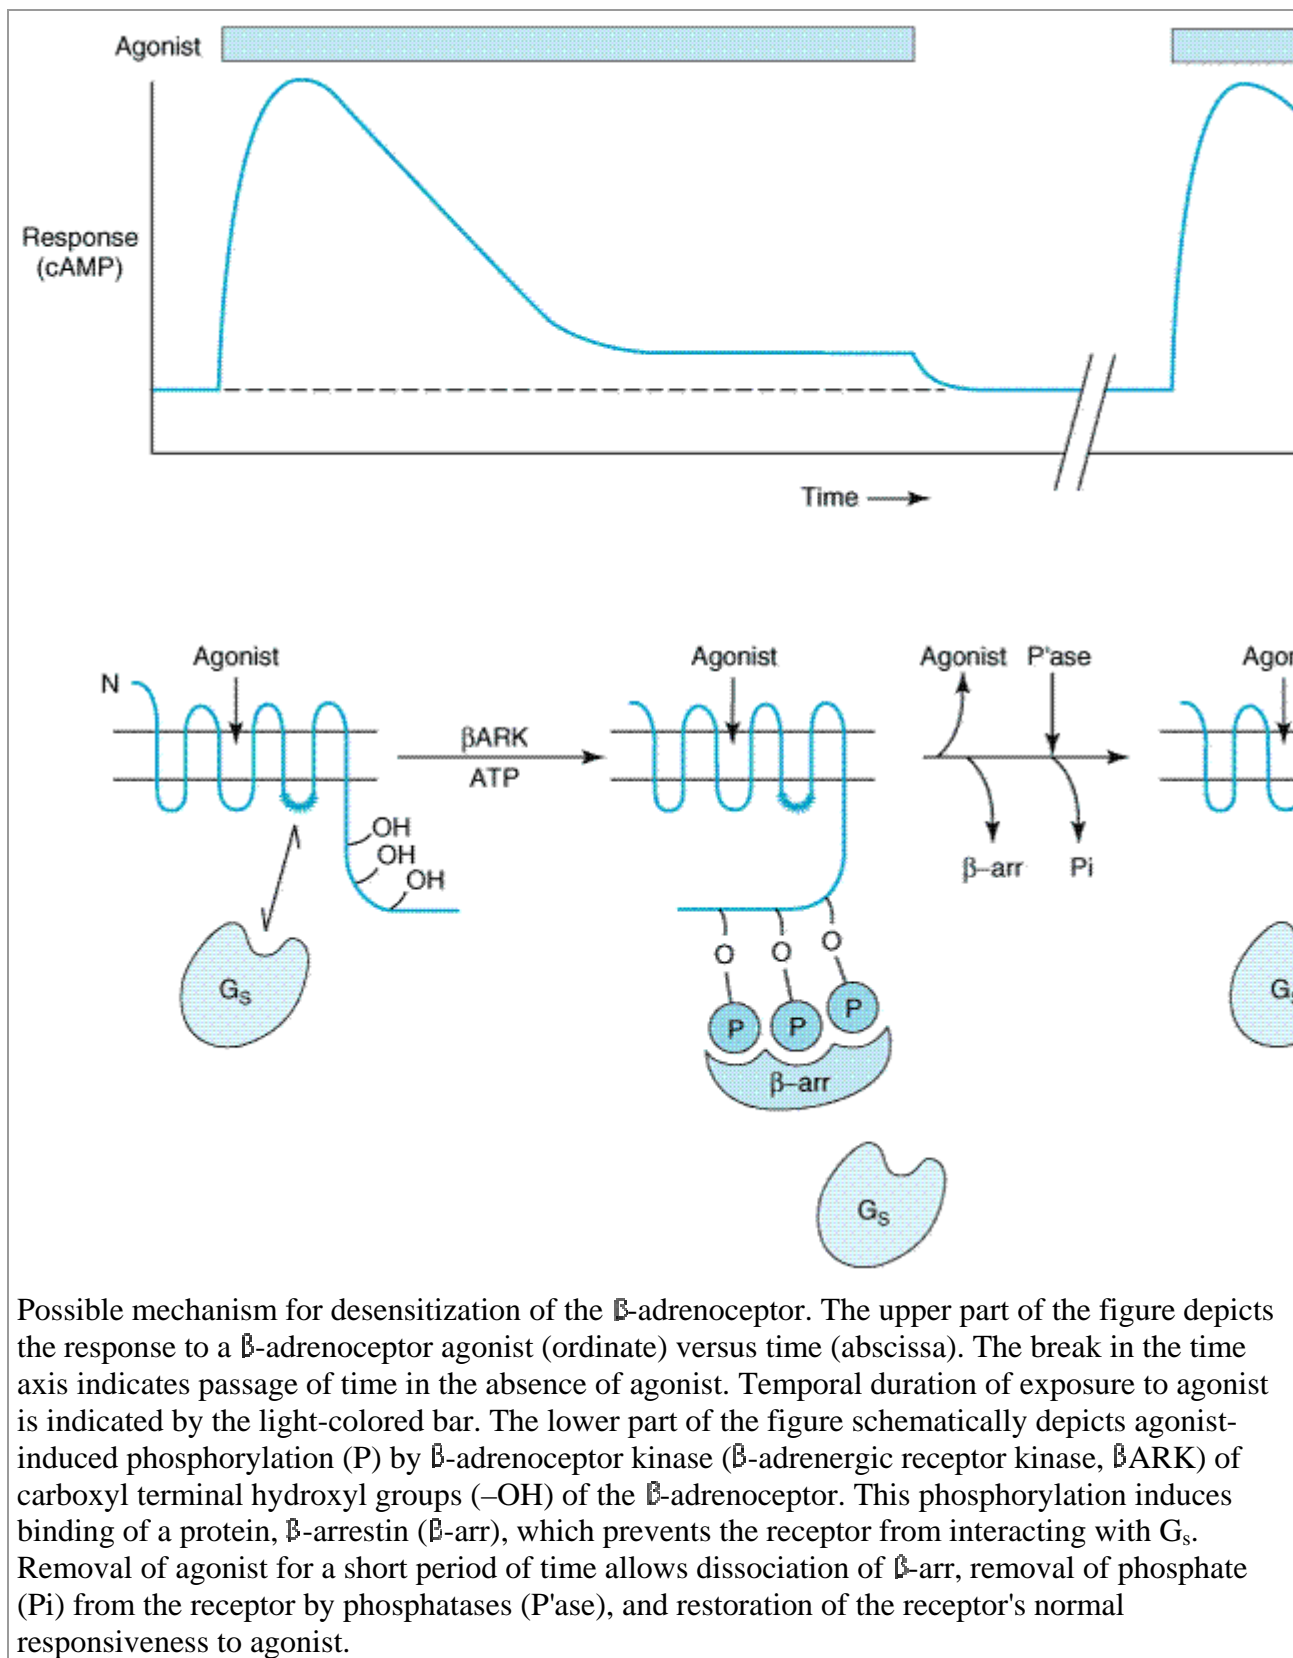 Agonist
Response
(cAMP)
Time
Agonist
N
βARK
ATP
OH
OH
OH
Gs
Agonist
O
O
O
P
P
P
β–arr
Gs
Agonist
P'ase
β–arr
Pi
Possible mechanism for desensitization of the β-adrenoceptor. The upper part of the figure depicts
the response to a β-adrenoceptor agonist (ordinate) versus time (abscissa). The break in the time
axis indicates passage of time in the absence of agonist. Temporal duration of exposure to agonist
is indicated by the light-colored bar. The lower part of the figure schematically depicts agonist-
induced phosphorylation (P) by β-adrenoceptor kinase (β-adrenergic receptor kinase, βARK) of
carboxyl terminal hydroxyl groups (–OH) of the β-adrenoceptor. This phosphorylation induces
binding of a protein, β-arrestin (β-arr), which prevents the receptor from interacting with Gs.
Removal of agonist for a short period of time allows dissociation of β-arr, removal of phosphate
(Pi) from the receptor by phosphatases (P'ase), and restoration of the receptor's normal
responsiveness to agonist.